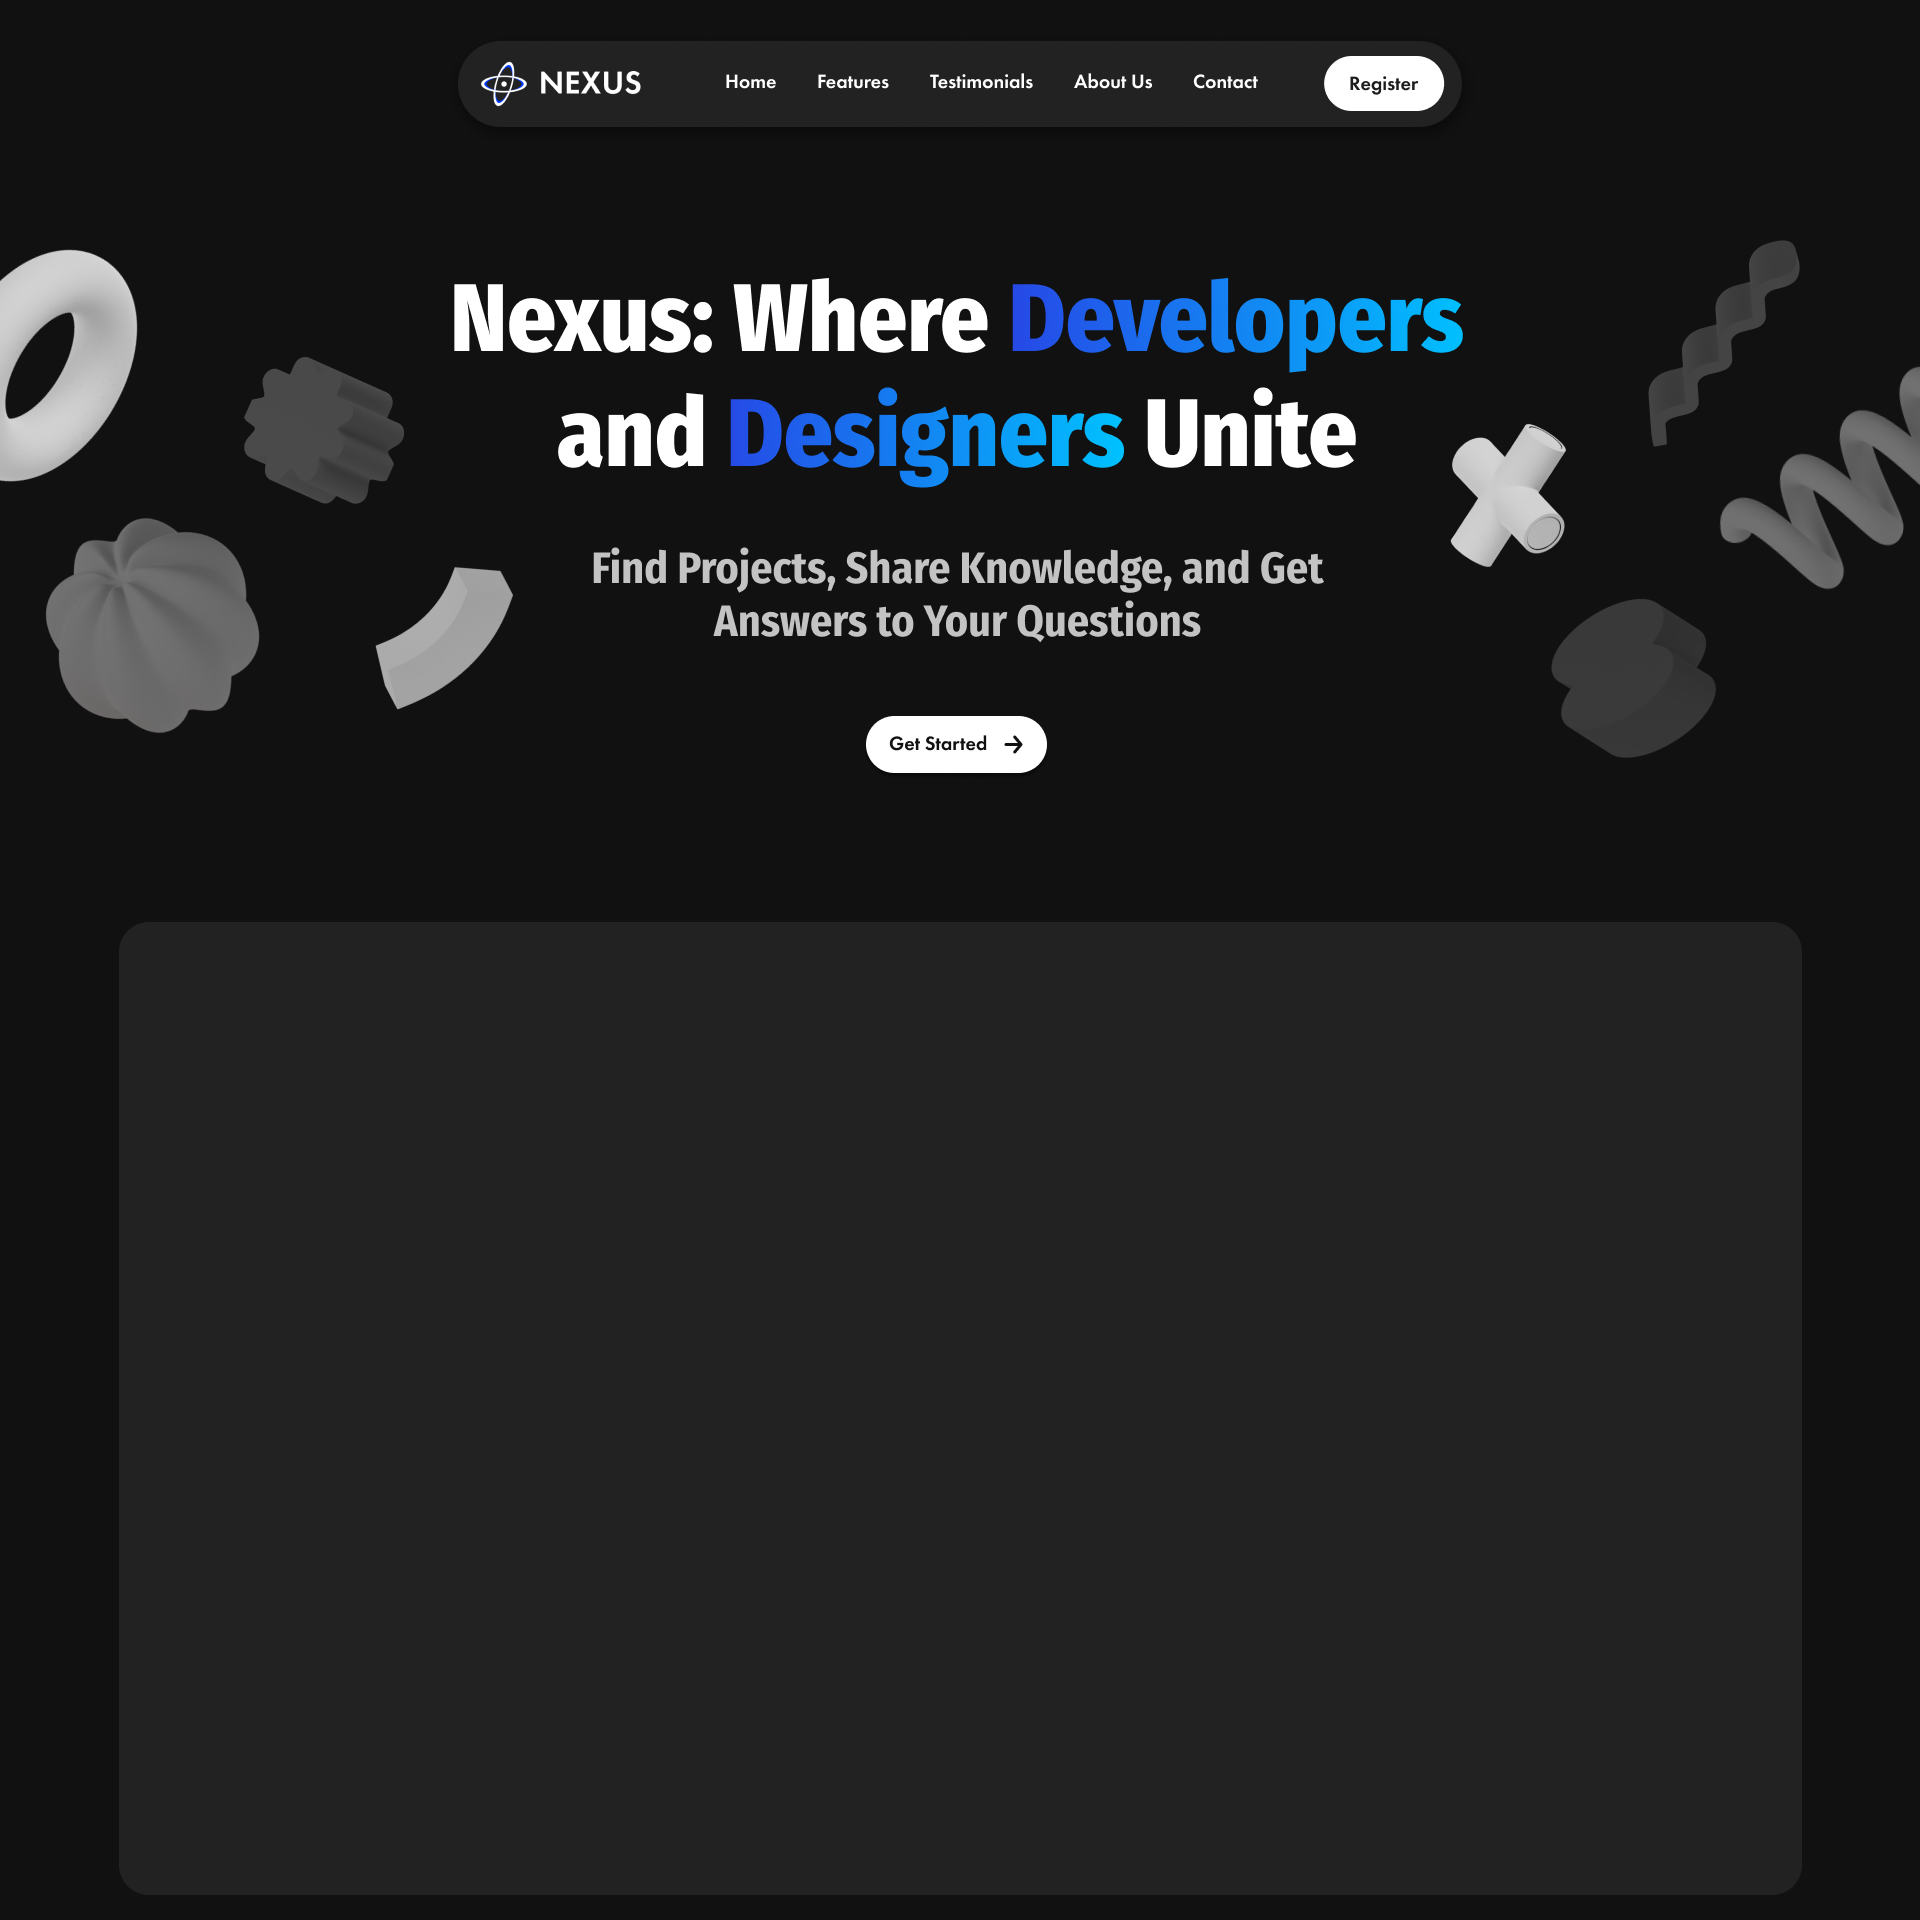 NEXUS
Home Features Testimonials About Us Contact
Register
Nexus: Where Developers
and Designers Unite
Find Projects, Share Knowledge, and Get
Answers to Your Questions
Get Started